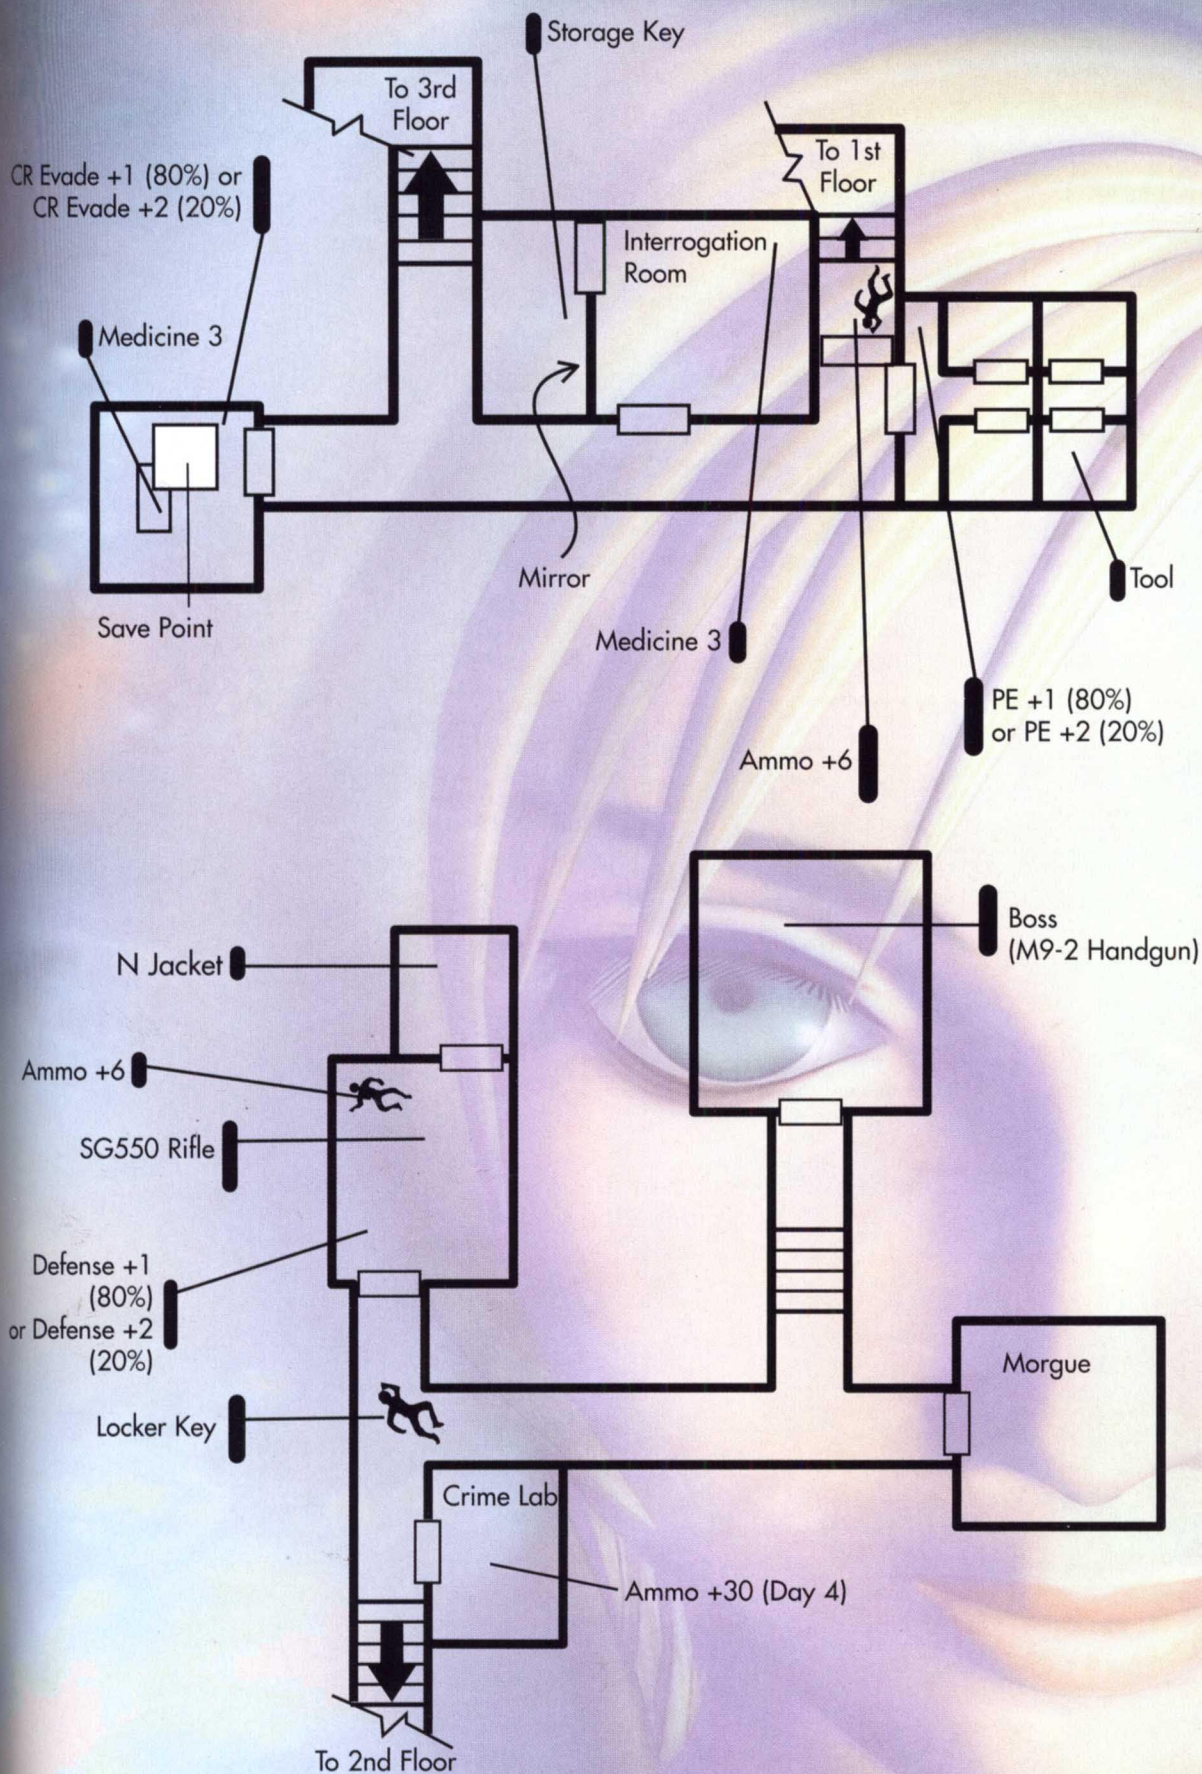 Storage Key
To 3rd
Floor
To 1st
Floor
CR Evade +1 (80%) or
CR Evade +2 (20%)
Interrogation
Room
Medicine 3
Mirror
Tool
Save Point
Medicine 3
PE +1 (80%)
or PE +2 (20%)
Ammo +6
Boss
(M9-2 Handgun)
N Jacket
Ammo +6
SG550 Rifle
Defense +1
(80%)
or Defense +2
(20%)
Morgue
Locker Key
Crime Lab
Ammo +30 (Day 4)
To 2nd Floor